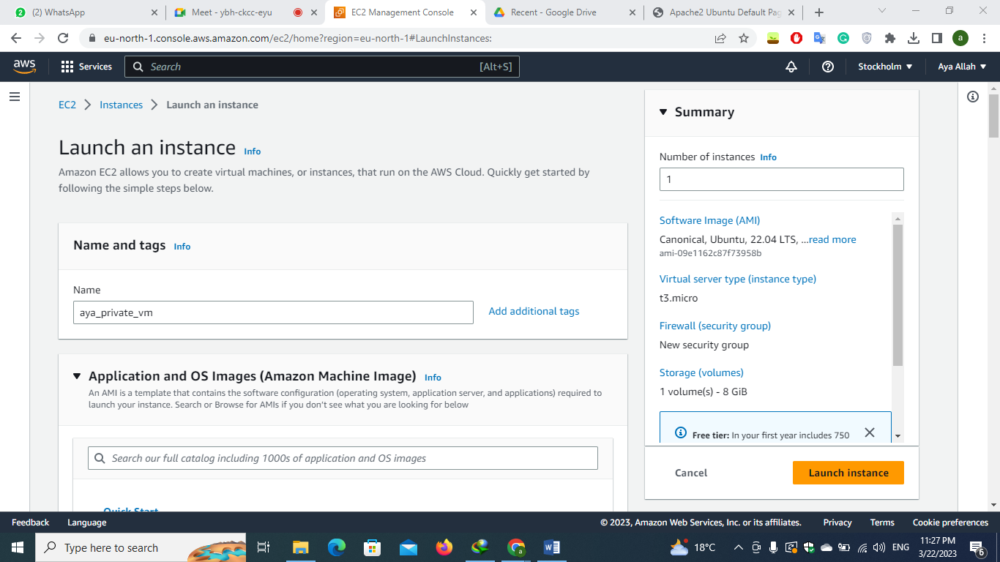 (2) WhatsApp
Meet - ybh-ckcc-eyu
EC2 Management Console
Recent - Google Drive
Apache2 Ubuntu Default Pag
eu-north-1.console.aws.amazon.com/ec2/home?region=eu-north-1#LaunchInstances:
a
aws
Services
Search
[Alt+S]
Stockholm
Aya Allah
EC2
Instances
Launch an instance
Launch an instance Info
Amazon EC2 allows you to create virtual machines, or instances, that run on the AWS Cloud. Quickly get started by
following the simple steps below.
Name and tags Info
Name
aya_private_vm
Add additional tags
Application and OS Images (Amazon Machine Image) Info
An AMI is a template that contains the software configuration (operating system, application server, and applications) required to
launch your instance. Search or Browse for AMIs if you don't see what you are looking for below
Search our full catalog including 1000s of application and OS images
Quick Start
Summary
Number of instances Info
1
Software Image (AMI)
Canonical, Ubuntu, 22.04 LTS, ...read more
ami-09e1162c87f73958b
Virtual server type (instance type)
t3.micro
Firewall (security group)
New security group
Storage (volumes)
1 volume(s) - 8 GiB
Free tier: In your first year includes 750
Cancel
Launch instance
Feedback
Language
© 2023, Amazon Web Services, Inc. or its affiliates.
Privacy
Terms
Cookie preferences
Type here to search
18°C
ENG
11:27 PM
3/22/2023
6